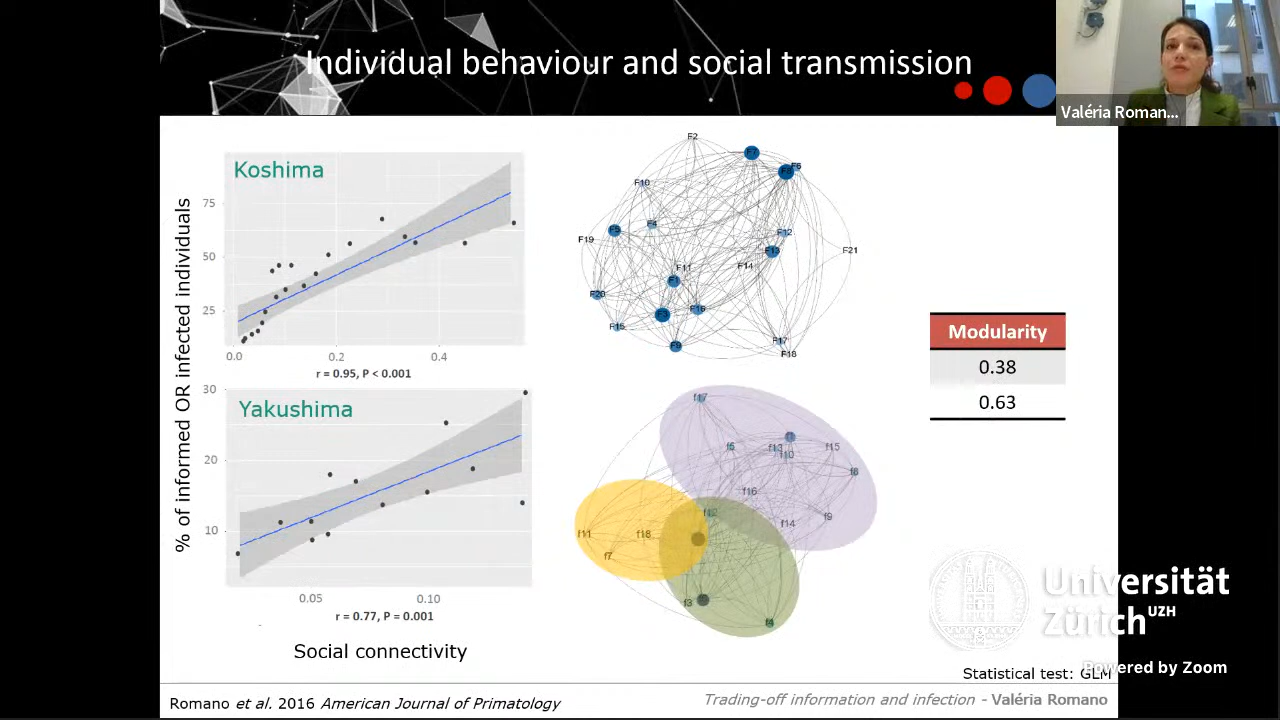 Individual behaviour and social transmission
Valéria Roman...
Koshima
75
50
25
0.0
0.2
0.4
r = 0.95, P < 0.001
% of informed OR infected individuals
Yakushima
30
20
10
0.05
0.10
r = 0.77, P = 0.001
Social connectivity
F2
F10
F19
F4
F12
F21
F14
F11
F20
F16
F15
F17
F18
f17
f6
f13
f10
f15
f8
f16
f12
f14
f9
f11
f18
f7
f3
f4
Modularity
0.38
0.63
Universität
Zürich UZH
Powered by Zoom
Statistical test: GLM
Romano et al. 2016 American Journal of Primatology
Trading-off information and infection - Valéria Romano